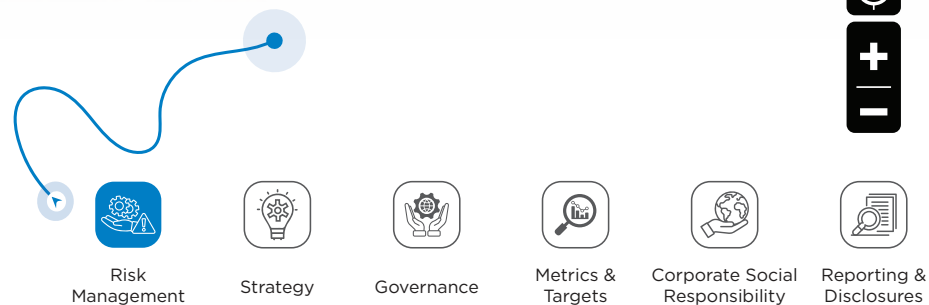 Risk
Management
Strategy
Governance
Metrics &
Targets
Corporate Social
Responsibility
Reporting &
Disclosures